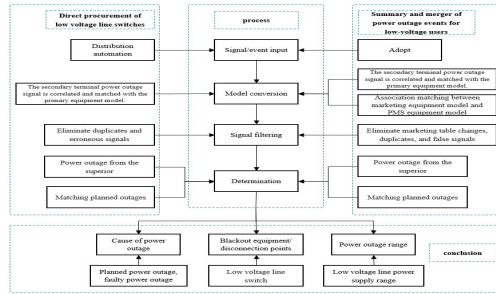 Direct procurement of
low voltage line switches
process
Summary and merger of
power outage events for
low-voltage users
Distribution
automation
Signal/event input
Adopt
The secondary terminal power outage
signal is correlated and matched with the
primary equipment model.
Model conversion
The secondary terminal power outage
signal is correlated and matched with the
primary equipment model.
Association matching between
marketing equipment model and
PMS equipment model
Eliminate duplicates and
erroneous signals
Signal filtering
Eliminate marketing table changes,
duplicates, and false signals
Power outage from the
superior
Determination
Power outage from the
superior
Matching planned outages
Matching planned outages
Cause of power
outage
Blackout equipment/
disconnection points
Power outage range
conclusion
Planned power outage,
faulty power outage
Low voltage line
switch
Low voltage line power
supply range